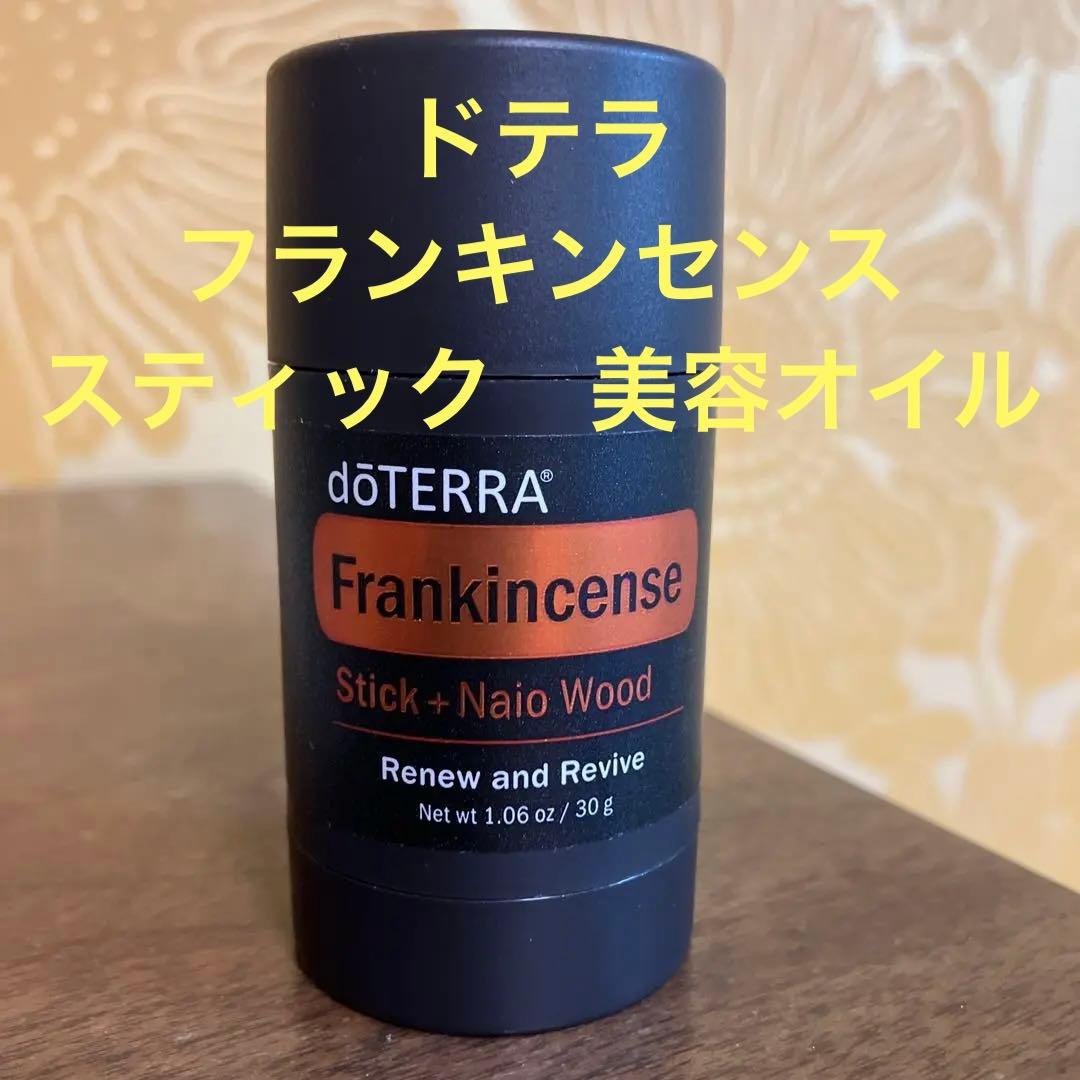 ドテラ
フランキンセンス
スティック　美容オイル
dōTERRA®
Frankincense
Stick + Naio Wood
Renew and Revive
Net wt 1.06 oz / 30 g